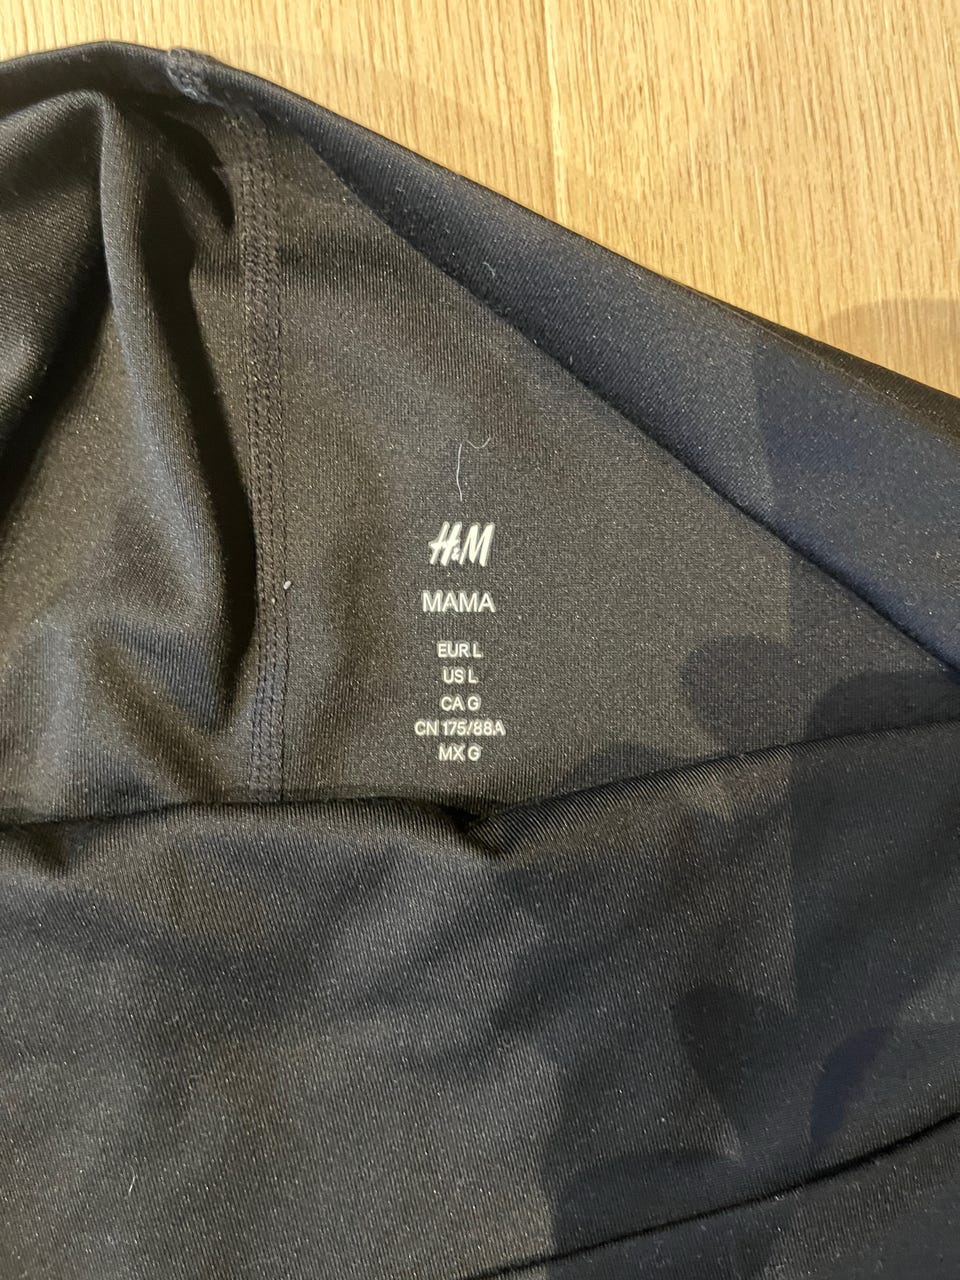 H&M
MAMA
EUR L
US L
CA G
CN 175/88A
MX G